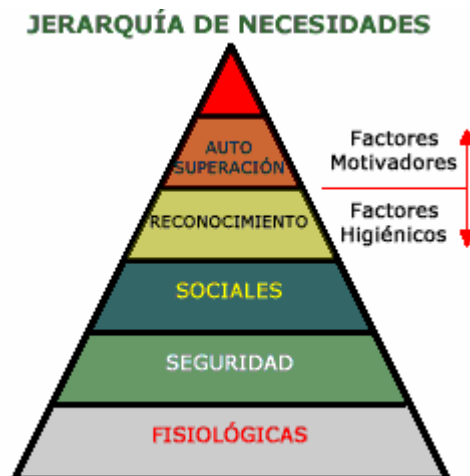 JERARQUÍA DE NECESIDADES
AUTO
SUPERACIÓN
Factores
Motivadores
RECONOCIMIENTO
Factores
Higiénicos
SOCIALES
SEGURIDAD
FISIOLÓGICAS